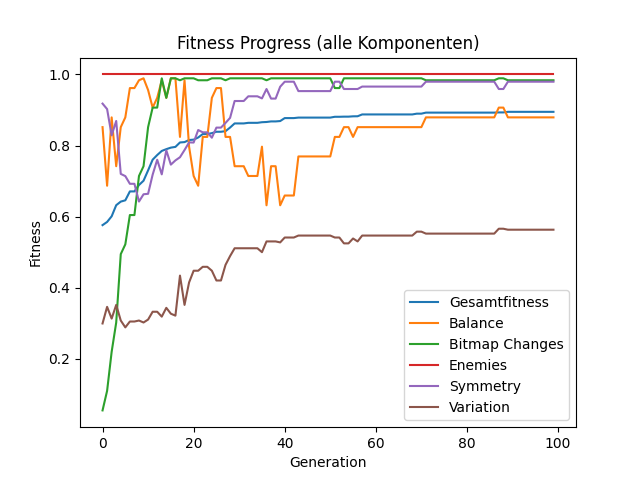 Fitness Progress (alle Komponenten)
1.0
0.8
0.6
0.4
0.2
Fitness
0
20
40
60
80
100
Generation
Gesamtfitness
Balance
Bitmap Changes
Enemies
Symmetry
Variation